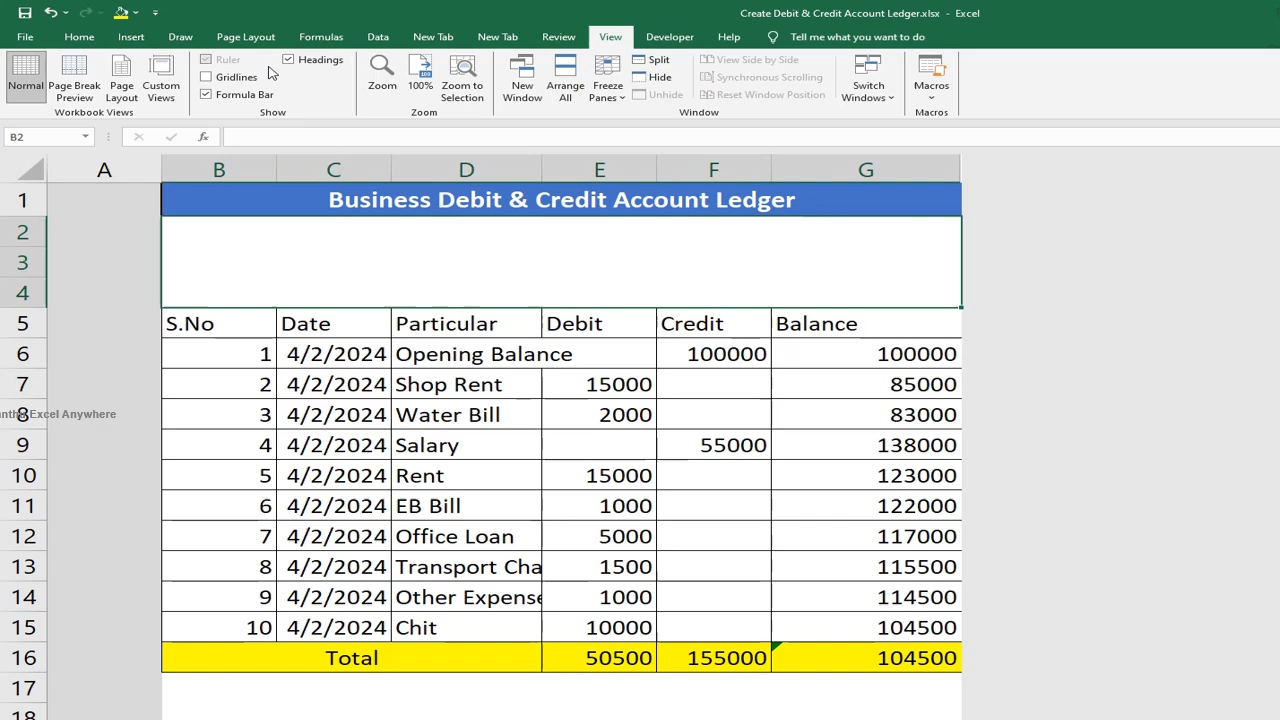 Create Debit & Credit Account Ledger.xlsx - Excel
File Home Insert Draw Page Layout Formulas Data New Tab New Tab Review View Developer Help Tell me what you want to do
Ruler Headings
Gridlines
Formula Bar
Normal Page Break Preview Page Layout Custom Views
Workbook Views Show
Zoom 100% Zoom to Selection
Zoom
New Window Arrange All Freeze Panes
Split
Hide
Unhide
View Side by Side
Synchronous Scrolling
Reset Window Position
Switch Windows
Window
Macros
Macros
B2 fx
A B C D E F G
1 Business Debit & Credit Account Ledger
2
3
4
5 S.No Date Particular Debit Credit Balance
6 1 4/2/2024 Opening Balance 100000 100000
7 2 4/2/2024 Shop Rent 15000 85000
8 3 4/2/2024 Water Bill 2000 83000
Excel Anywhere
9 4 4/2/2024 Salary 55000 138000
10 5 4/2/2024 Rent 15000 123000
11 6 4/2/2024 EB Bill 1000 122000
12 7 4/2/2024 Office Loan 5000 117000
13 8 4/2/2024 Transport Cha 1500 115500
14 9 4/2/2024 Other Expense 1000 114500
15 10 4/2/2024 Chit 10000 104500
16 Total 50500 155000 104500
17
18